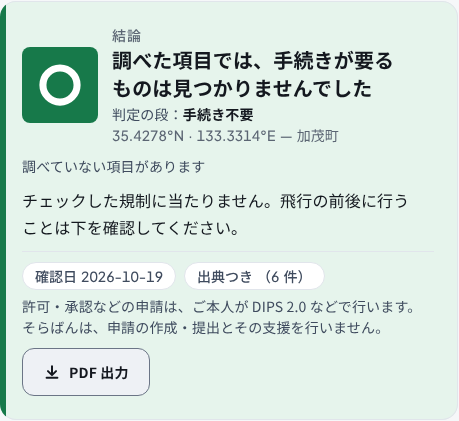 結論
調べた項目では、手続きが要る
ものは見つかりませんでした
判定の段：手続き不要
35.4278°N · 133.3314°E — 加茂町
調べていない項目があります
チェックした規制に当たりません。飛行の前後に行う
ことは下を確認してください。
確認日 2026-10-19
出典つき （6 件）
許可・承認などの申請は、ご本人が DIPS 2.0 などで行います。
そらばんは、申請の作成・提出とその支援を行いません。
PDF 出力